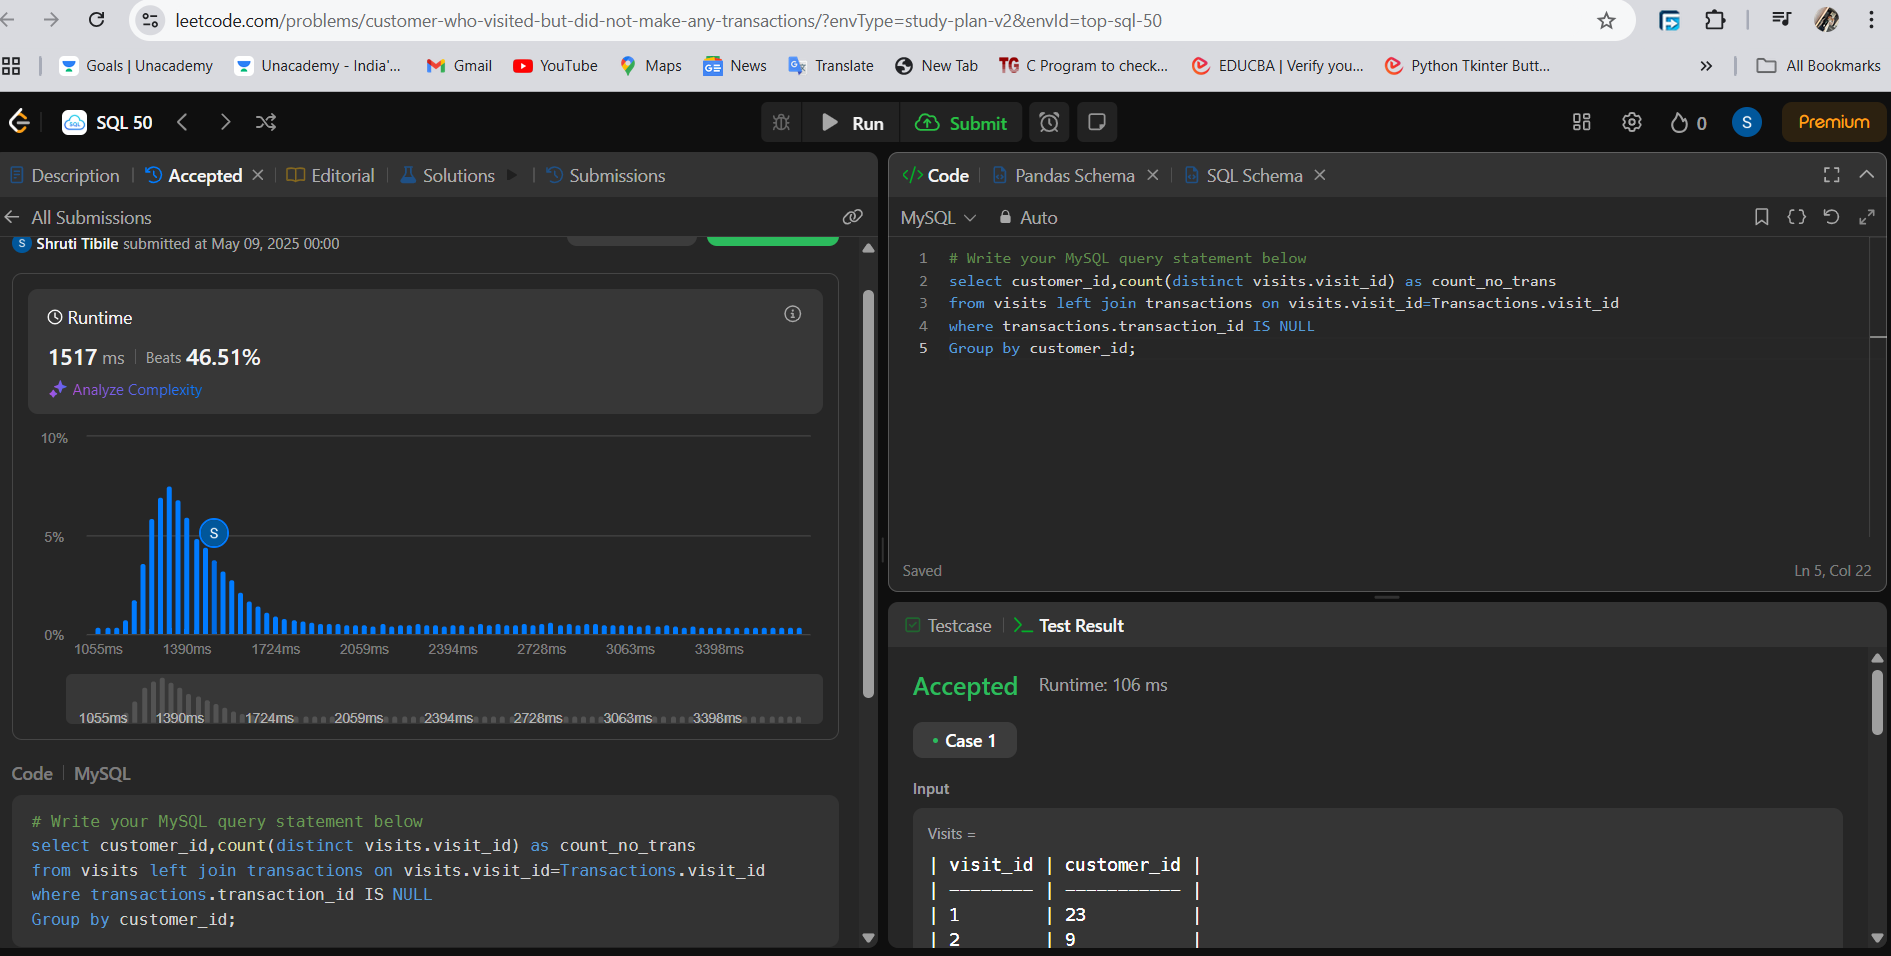 leetcode.com/problems/customer-who-visited-but-did-not-make-any-transactions/?envType=study-plan-v2&envId=top-sql-50
Goals | Unacademy
Unacademy - India'...
Gmail
YouTube
Maps
News
Translate
New Tab
C Program to check...
EDUCBA | Verify you...
Python Tkinter Butt...
»
All Bookmarks
SQL 50
Run
Submit
0
S
Premium
Description
Accepted
Editorial
Solutions
Submissions
All Submissions
S Shruti Tibile submitted at May 09, 2025 00:00
Runtime
1517 ms | Beats 46.51%
Analyze Complexity
10%
5%
0%
S
1055ms 1390ms 1724ms 2059ms 2394ms 2728ms 3063ms 3398ms
1055ms 1390ms 1724ms 2059ms 2394ms 2728ms 3063ms 3398ms
Code | MySQL
# Write your MySQL query statement below
select customer_id,count(distinct visits.visit_id) as count_no_trans
from visits left join transactions on visits.visit_id=Transactions.visit_id
where transactions.transaction_id IS NULL
Group by customer_id;
</> Code
Pandas Schema
SQL Schema
MySQL
Auto
1 # Write your MySQL query statement below
2 select customer_id,count(distinct visits.visit_id) as count_no_trans
3 from visits left join transactions on visits.visit_id=Transactions.visit_id
4 where transactions.transaction_id IS NULL
5 Group by customer_id;
Saved
Ln 5, Col 22
Testcase
Test Result
Accepted Runtime: 106 ms
• Case 1
Input
Visits =
| visit_id | customer_id |
| -------- | ----------- |
| 1 | 23 |
| 2 | 9 |